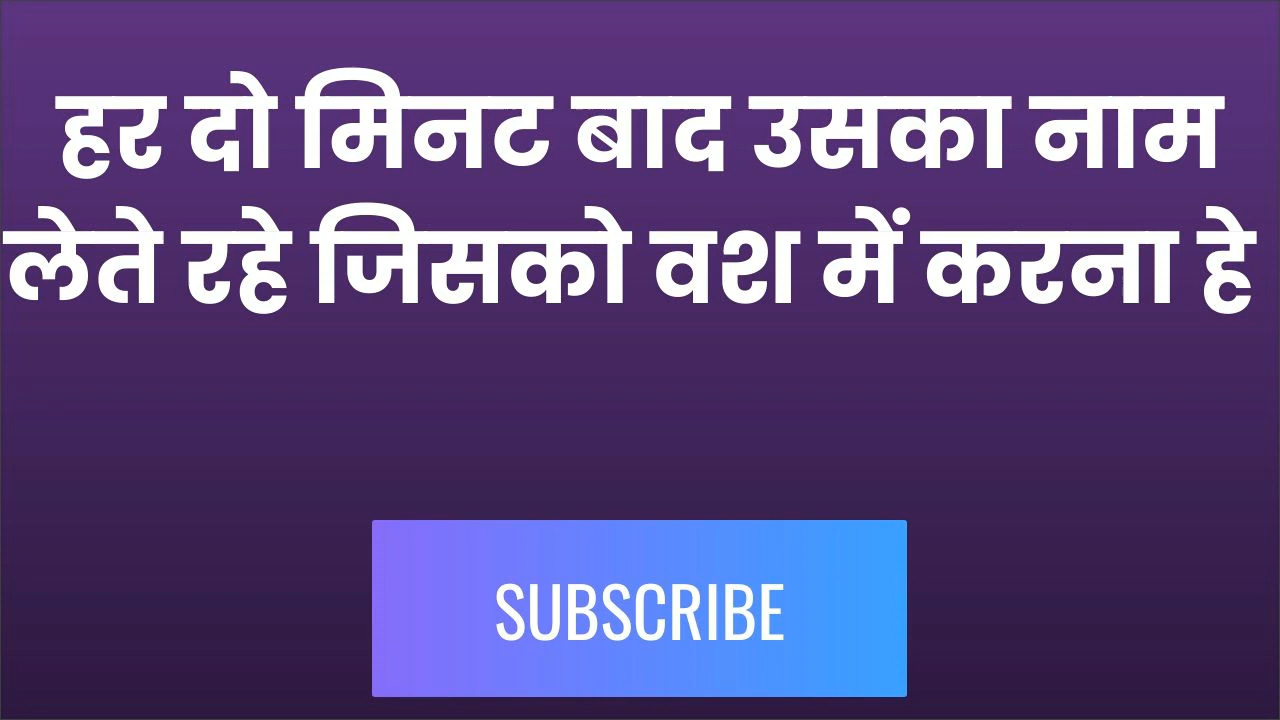 हर दो मिनट बाद उसका नाम
लेते रहे जिसको वश में करना हे
SUBSCRIBE